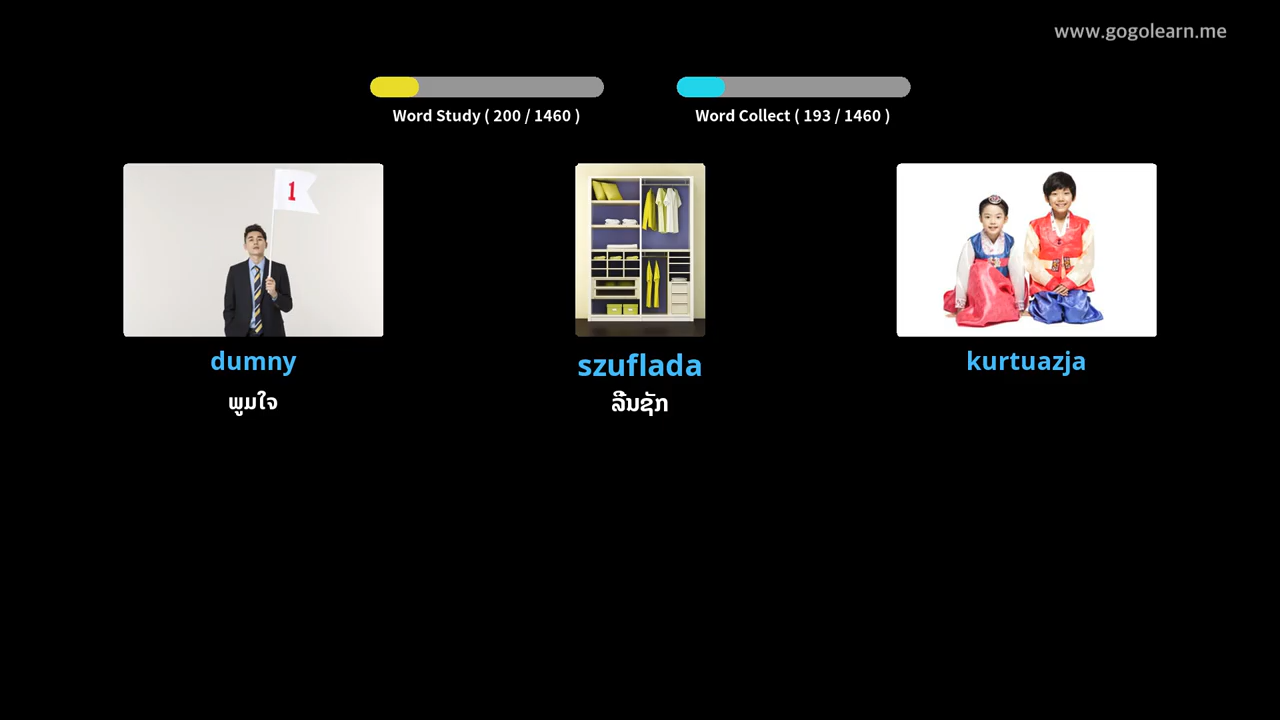 www.gogolearn.me
Word Study ( 200 / 1460 )
Word Collect ( 193 / 1460 )
1
dumny
szuflada
kurtuazja
ພູມໃຈ
ລີ້ນຊັກ